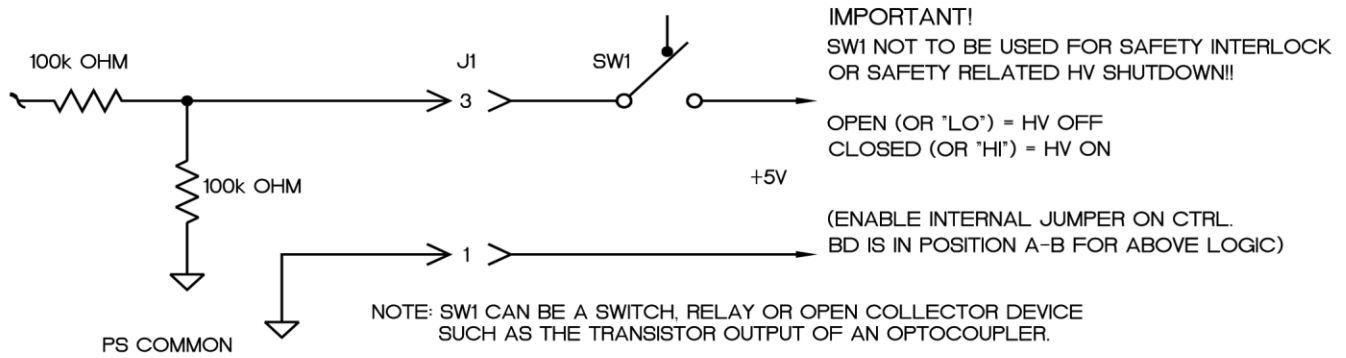 IMPORTANT!
SW1 NOT TO BE USED FOR SAFETY INTERLOCK
OR SAFETY RELATED HV SHUTDOWN!!
100k OHM
J1
SW1
3
OPEN (OR "LO") = HV OFF
CLOSED (OR "HI") = HV ON
+5V
100k OHM
(ENABLE INTERNAL JUMPER ON CTRL.
BD IS IN POSITION A-B FOR ABOVE LOGIC)
1
NOTE: SW1 CAN BE A SWITCH, RELAY OR OPEN COLLECTOR DEVICE
SUCH AS THE TRANSISTOR OUTPUT OF AN OPTOCOUPLER.
PS COMMON